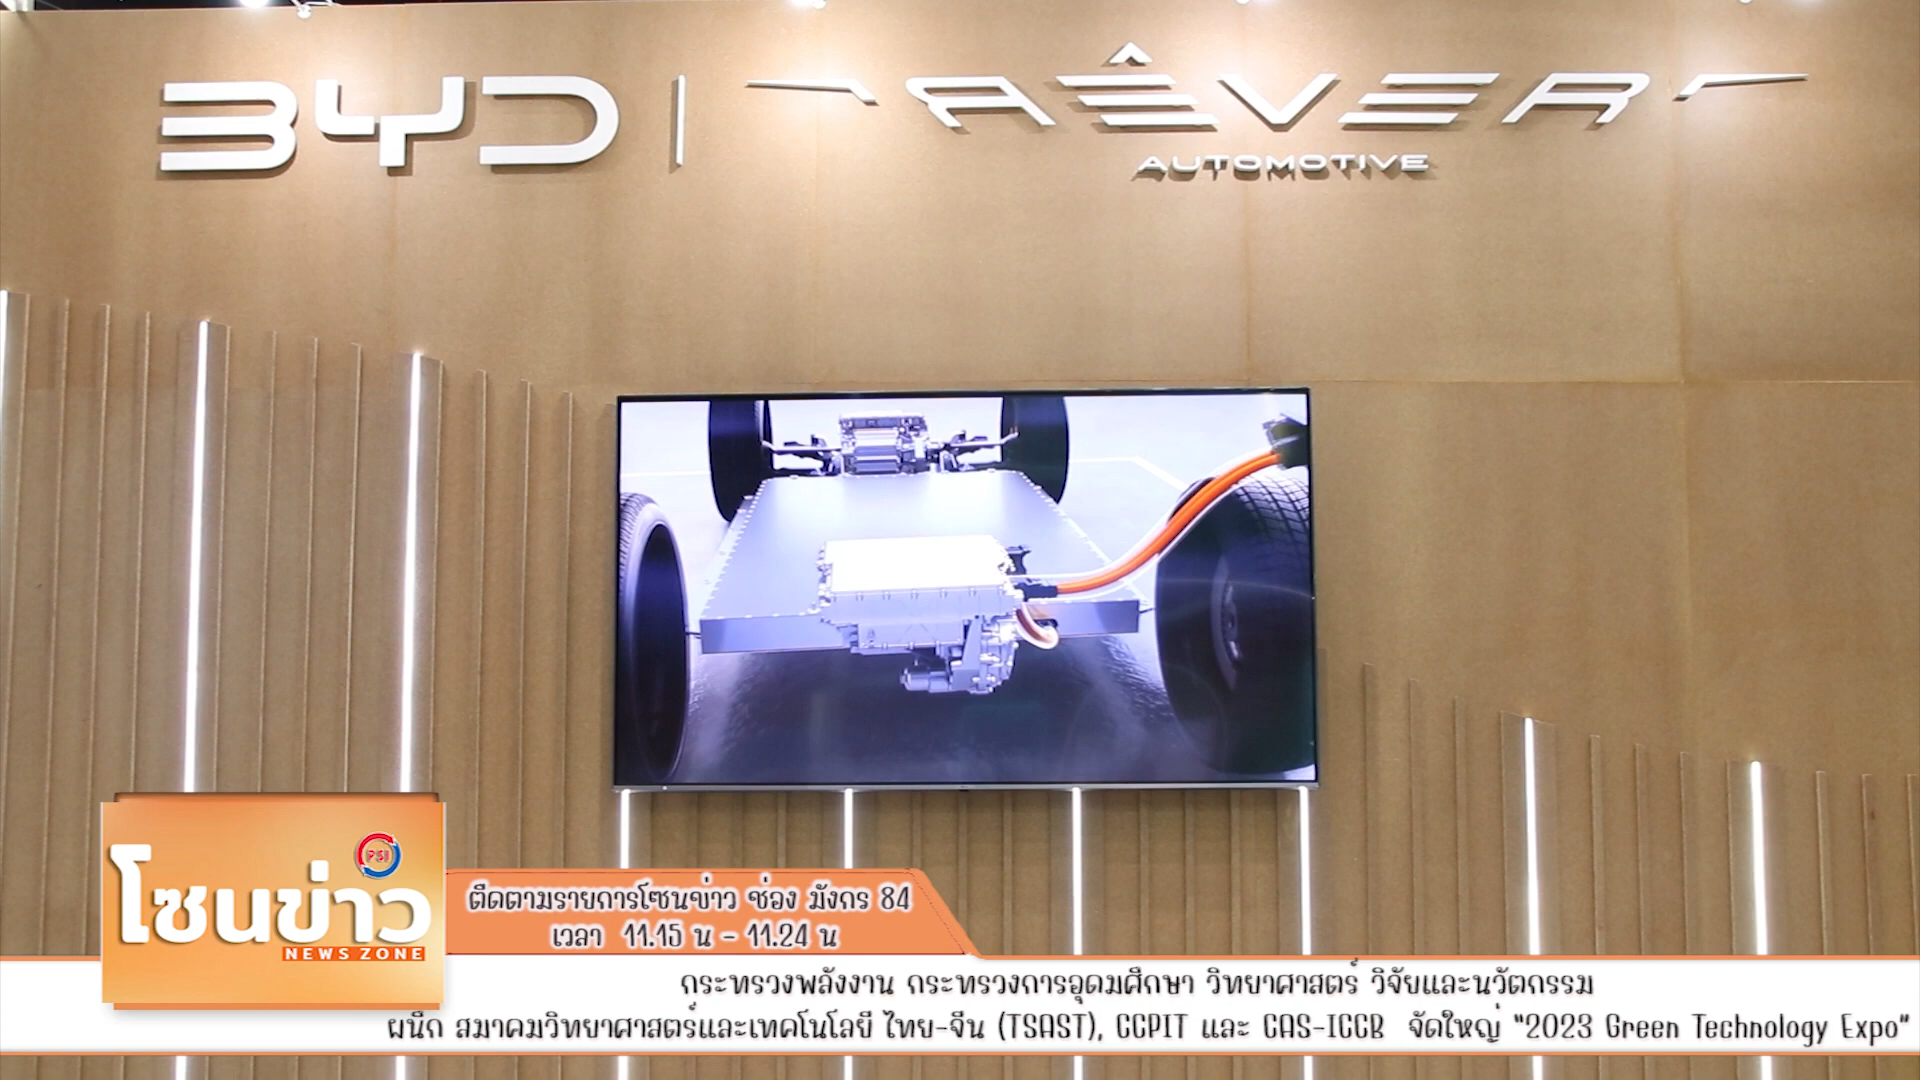 BYD | RÊVER
AUTOMOTIVE
PSI
โซนข่าว
NEWS ZONE
ติดตามรายการโซนข่าว ช่อง มังกร 84
เวลา 11.15 น - 11.24 น
กระทรวงพลังงาน กระทรวงการอุดมศึกษา วิทยาศาสตร์ วิจัยและนวัตกรรม
ผนึก สมาคมวิทยาศาสตร์และเทคโนโลยี ไทย-จีน (TSAST), CCPIT และ CAS-ICCB จัดใหญ่ "2023 Green Technology Expo"